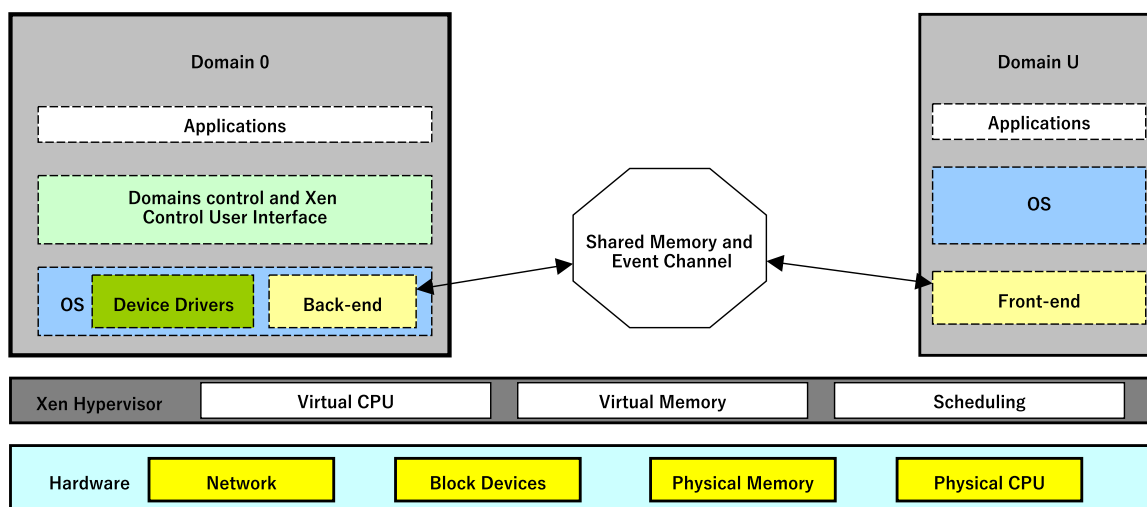 Domain 0
Applications
Domains control and Xen
Control User Interface
OS
Device Drivers
Back-end
Shared Memory and
Event Channel
Domain U
Applications
OS
Front-end
Xen Hypervisor
Virtual CPU
Virtual Memory
Scheduling
Hardware
Network
Block Devices
Physical Memory
Physical CPU